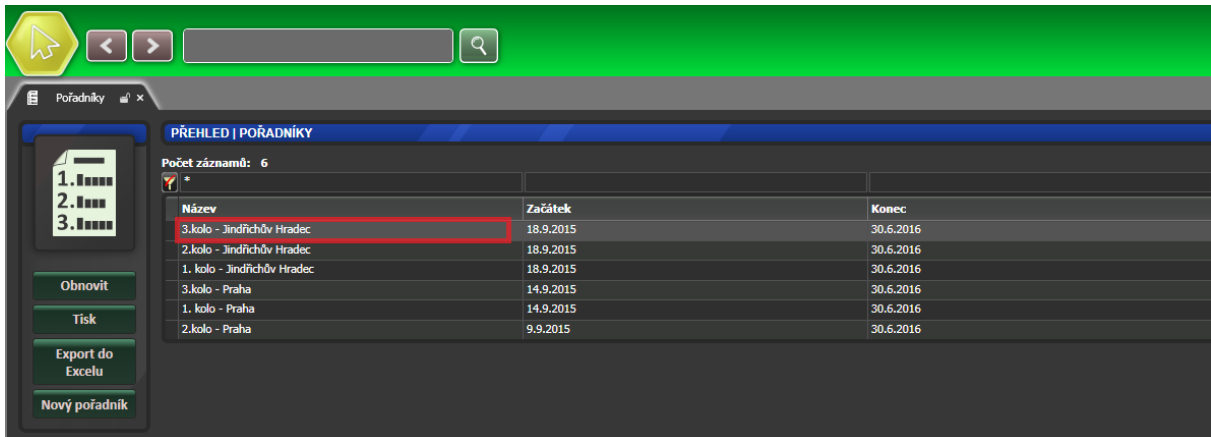 Pořadníky
PŘEHLED | POŘADNÍKY
Počet záznamů: 6
*
Název Začátek Konec
3.kolo - Jindřichův Hradec 18.9.2015 30.6.2016
2.kolo - Jindřichův Hradec 18.9.2015 30.6.2016
1. kolo - Jindřichův Hradec 18.9.2015 30.6.2016
3.kolo - Praha 14.9.2015 30.6.2016
1. kolo - Praha 14.9.2015 30.6.2016
2.kolo - Praha 9.9.2015 30.6.2016
1.
2.
3.
Obnovit
Tisk
Export do
Excelu
Nový pořadník